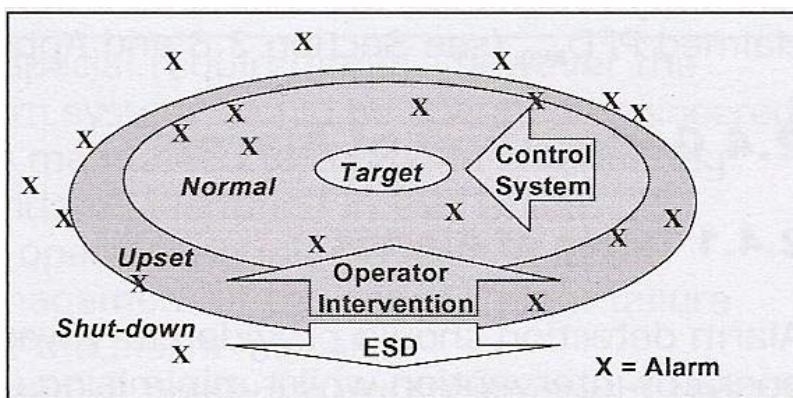 X
X X
X X
X X X
X X
X
Control
System
Target
X Normal
X X X
X X
Upset
Operator
Intervention
X X
Shut-down
ESD
X
X = Alarm